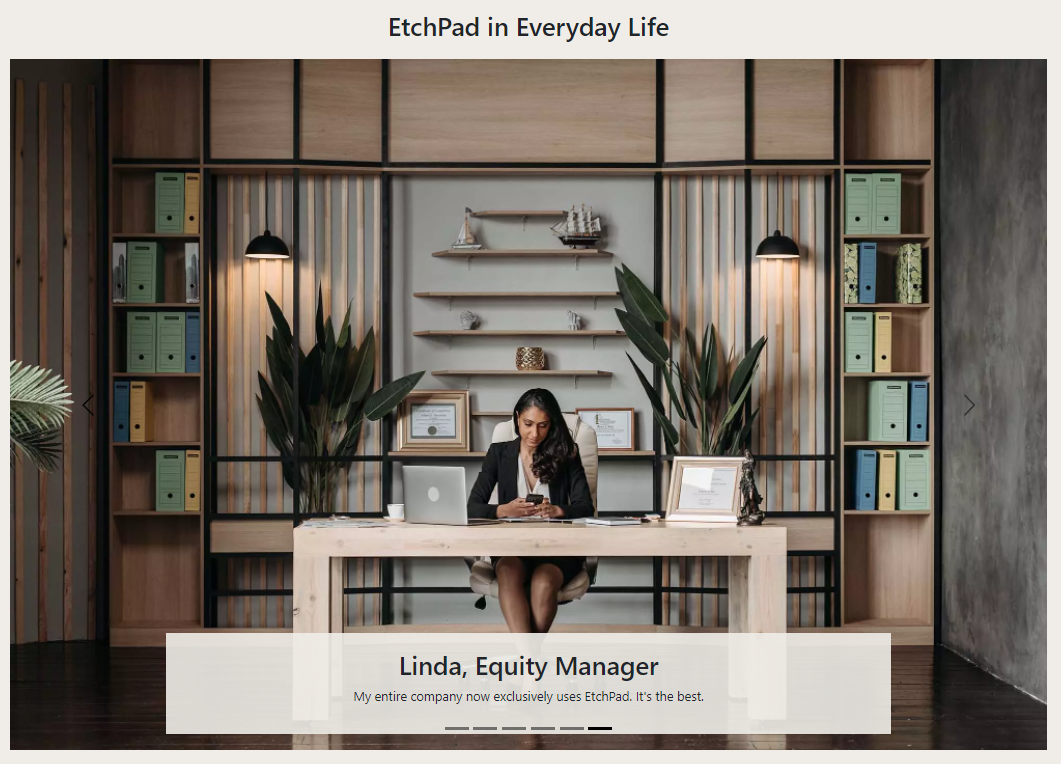 EtchPad in Everyday Life
Linda, Equity Manager
My entire company now exclusively uses EtchPad. It's the best.